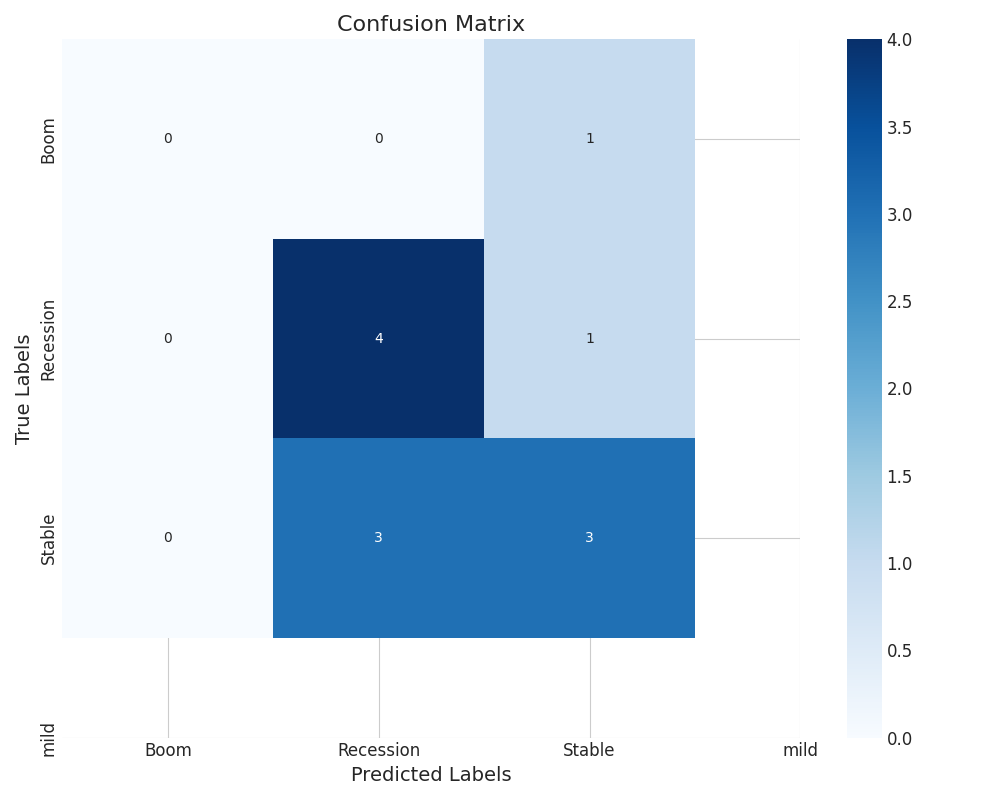 Confusion Matrix
True Labels
Boom
0 0 1
Recession
0 4 1
Stable
0 3 3
mild
Boom Recession Stable mild
Predicted Labels
4.0
3.5
3.0
2.5
2.0
1.5
1.0
0.5
0.0